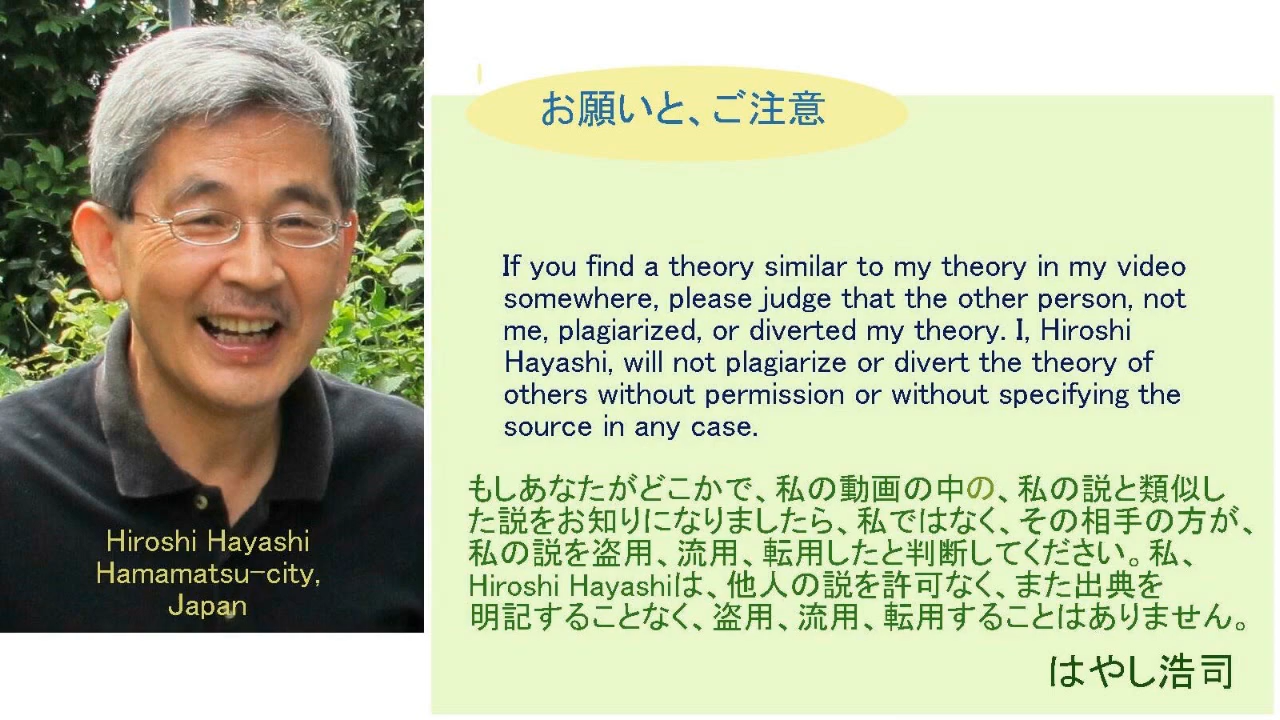 お願いと、ご注意
If you find a theory similar to my theory in my video
somewhere, please judge that the other person, not
me, plagiarized, or diverted my theory. I, Hiroshi
Hayashi, will not plagiarize or divert the theory of
others without permission or without specifying the
source in any case.
もしあなたがどこかで、私の動画の中の、私の説と類似し
た説をお知りになりましたら、私ではなく、その相手の方が、
私の説を盗用、流用、転用したと判断してください。私、
Hiroshi Hayashiは、他人の説を許可なく、また出典を
明記することなく、盗用、流用、転用することはありません。
はやし浩司
Hiroshi Hayashi
Hamamatsu-city,
Japan